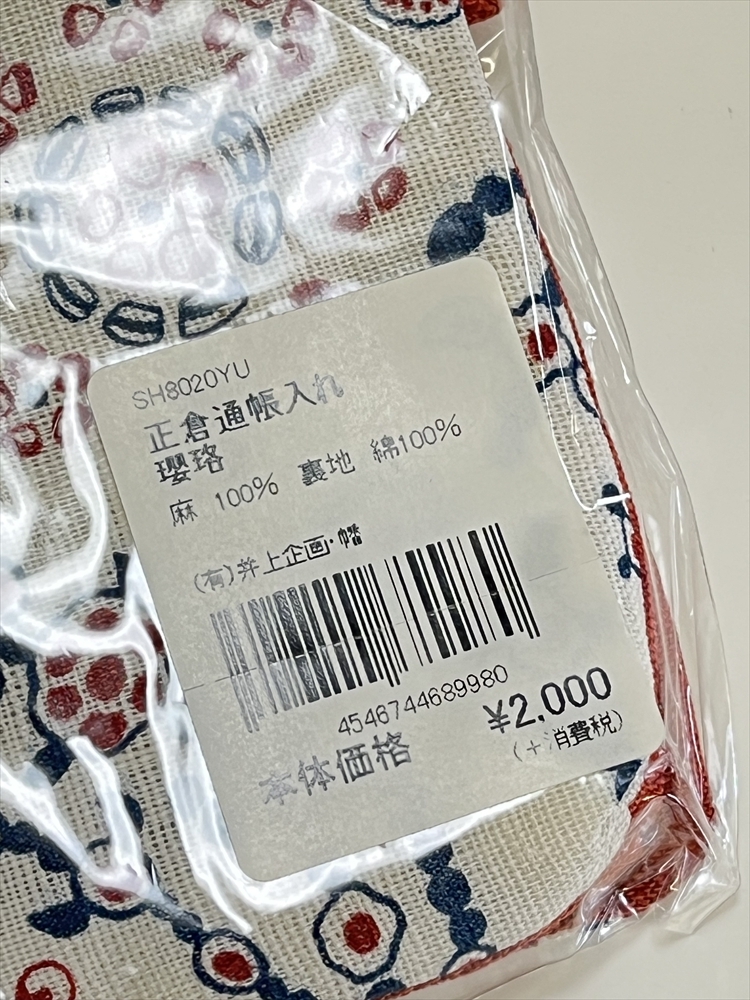 SH8020YU
正倉通帳入れ
瓔珞
麻 100% 裏地 綿100%
(有)井上企画・幡
4546744689980
¥2,000
本体価格 (+消費税)